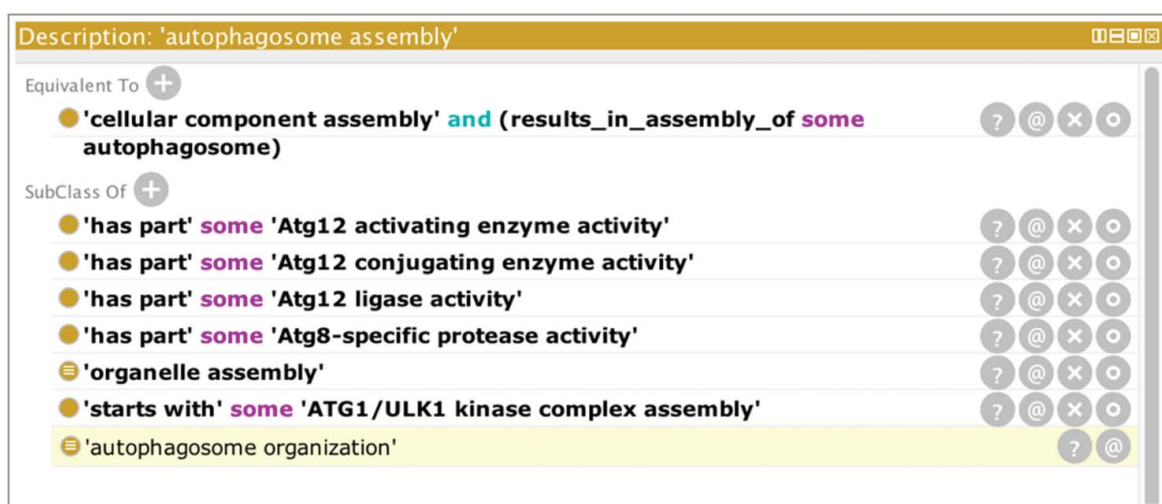 Description: 'autophagosome assembly'
Equivalent To
'cellular component assembly' and (results_in_assembly_of some
autophagosome)
SubClass Of
'has part' some 'Atg12 activating enzyme activity'
'has part' some 'Atg12 conjugating enzyme activity'
'has part' some 'Atg12 ligase activity'
'has part' some 'Atg8-specific protease activity'
'organelle assembly'
'starts with' some 'ATG1/ULK1 kinase complex assembly'
'autophagosome organization'